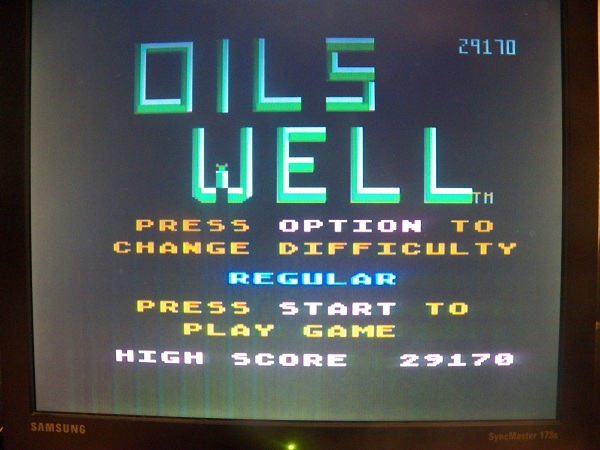 29170
OILS
WELL TM
PRESS OPTION TO
CHANGE DIFFICULTY
REGULAR
PRESS START TO
PLAY GAME
HIGH SCORE 29170
SAMSUNG
SyncMaster 173s